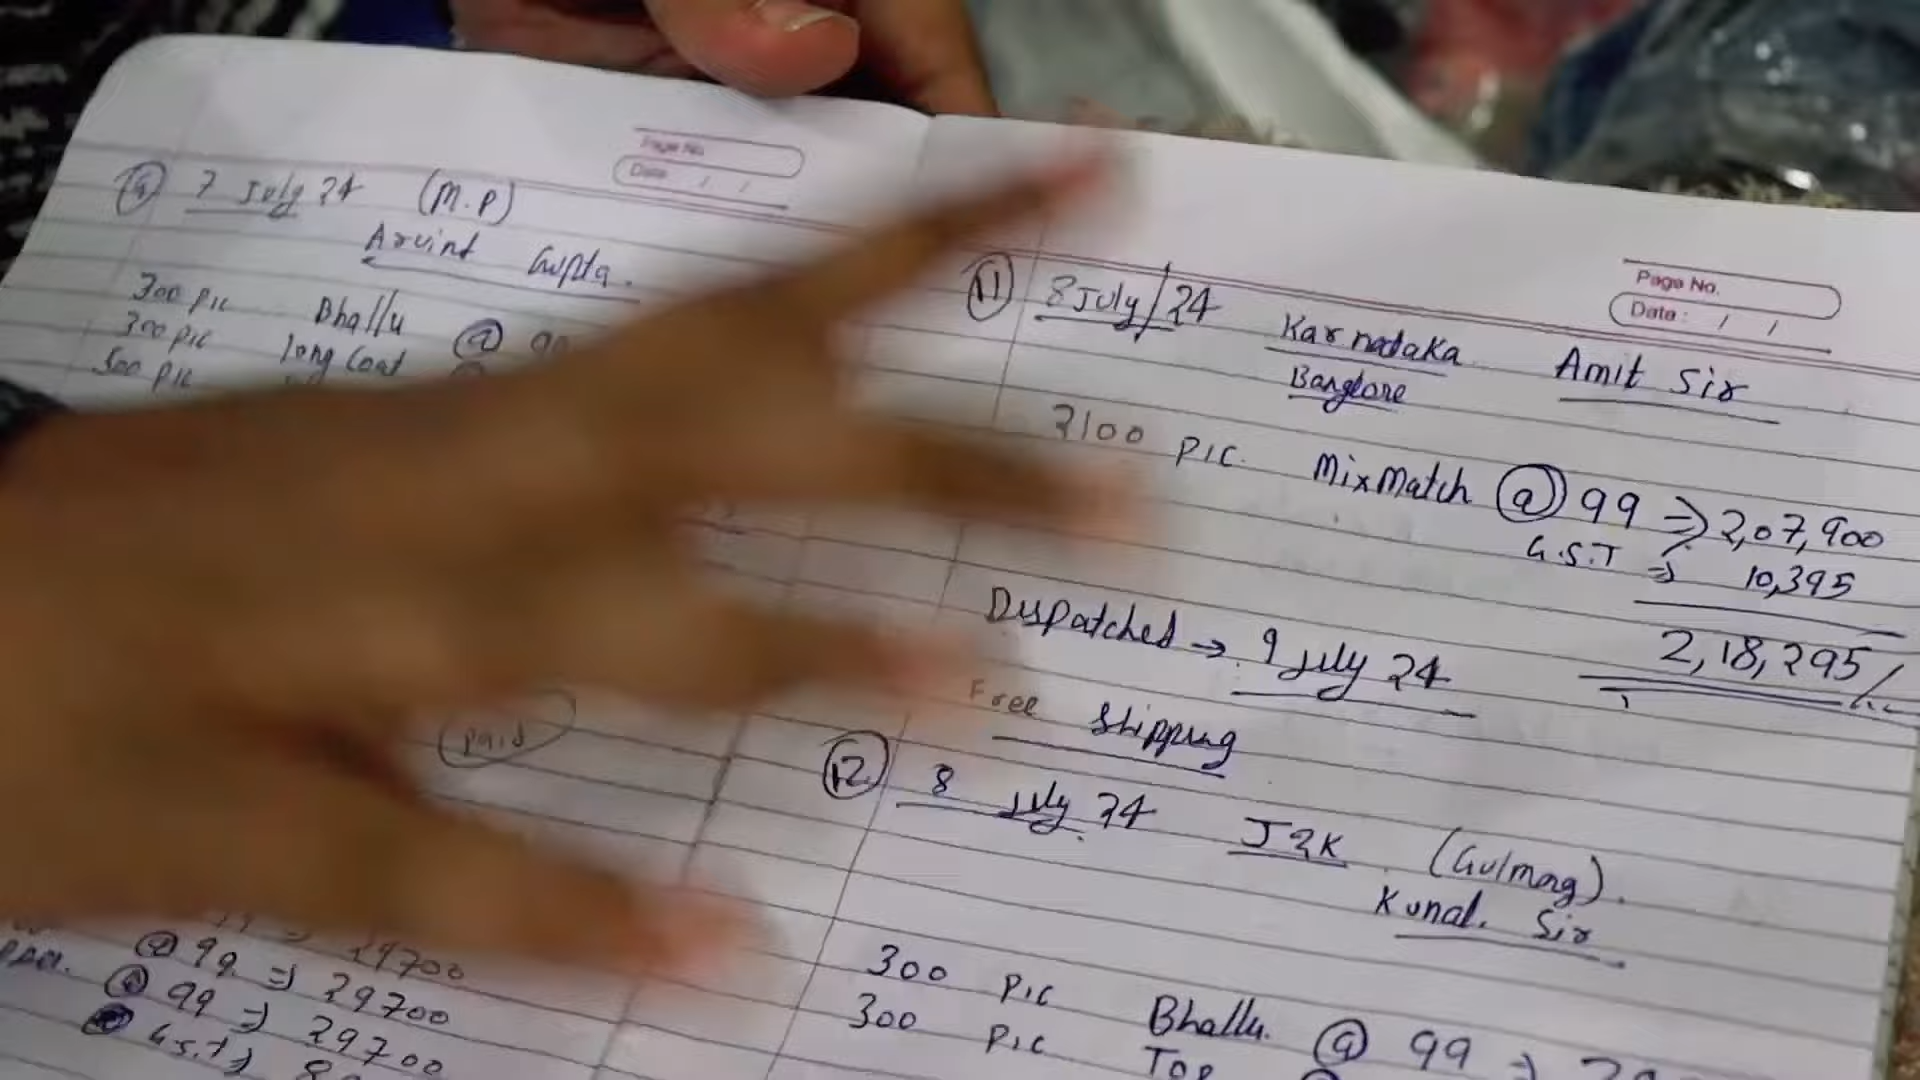 Page No.
Date / /
9 7 July 24 (M.P)
Arvint Gupta.
300 PIC Bhallu @ 99
300 PIC Long Coat
500 PIC
Paid
29700
@ 99 => 29700
@ 99 => 29700
G.S.T =>
Page No.
Date : / /
11 8 July/24 Karnataka Amit Sir
Banglore
2100 PIC. MixMatch @ 99 => 2,07,900
G.S.T => 10,395
2,18,295/-
Dispatched → 9 July 24
Free Shipping
12 8 July 24 J&K (Gulmarg).
Kunal. Sir
300 PIC Bhallu. @ 99 =>
300 PIC Top